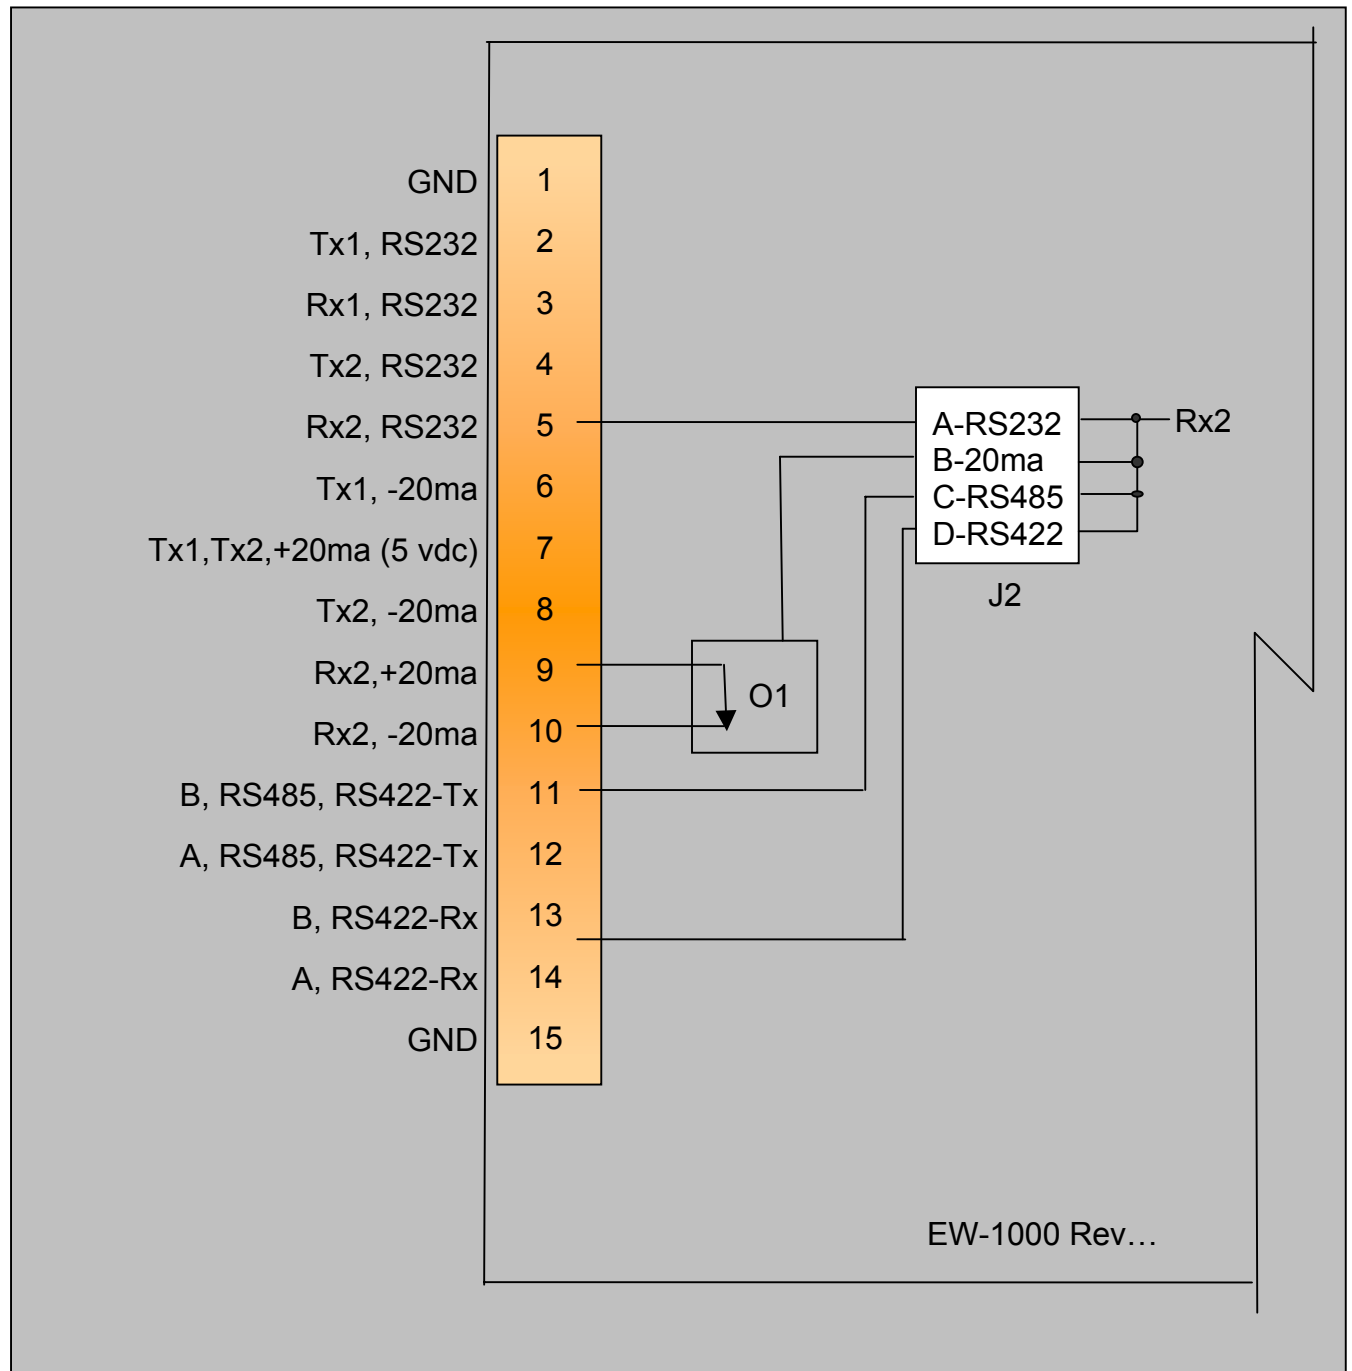 GND 1
Tx1, RS232 2
Rx1, RS232 3
Tx2, RS232 4
Rx2, RS232 5
Tx1, -20ma 6
Tx1,Tx2,+20ma (5 vdc) 7
Tx2, -20ma 8
Rx2,+20ma 9
Rx2, -20ma 10
B, RS485, RS422-Tx 11
A, RS485, RS422-Tx 12
B, RS422-Rx 13
A, RS422-Rx 14
GND 15
A-RS232
B-20ma
C-RS485
D-RS422
Rx2
J2
O1
EW-1000 Rev…